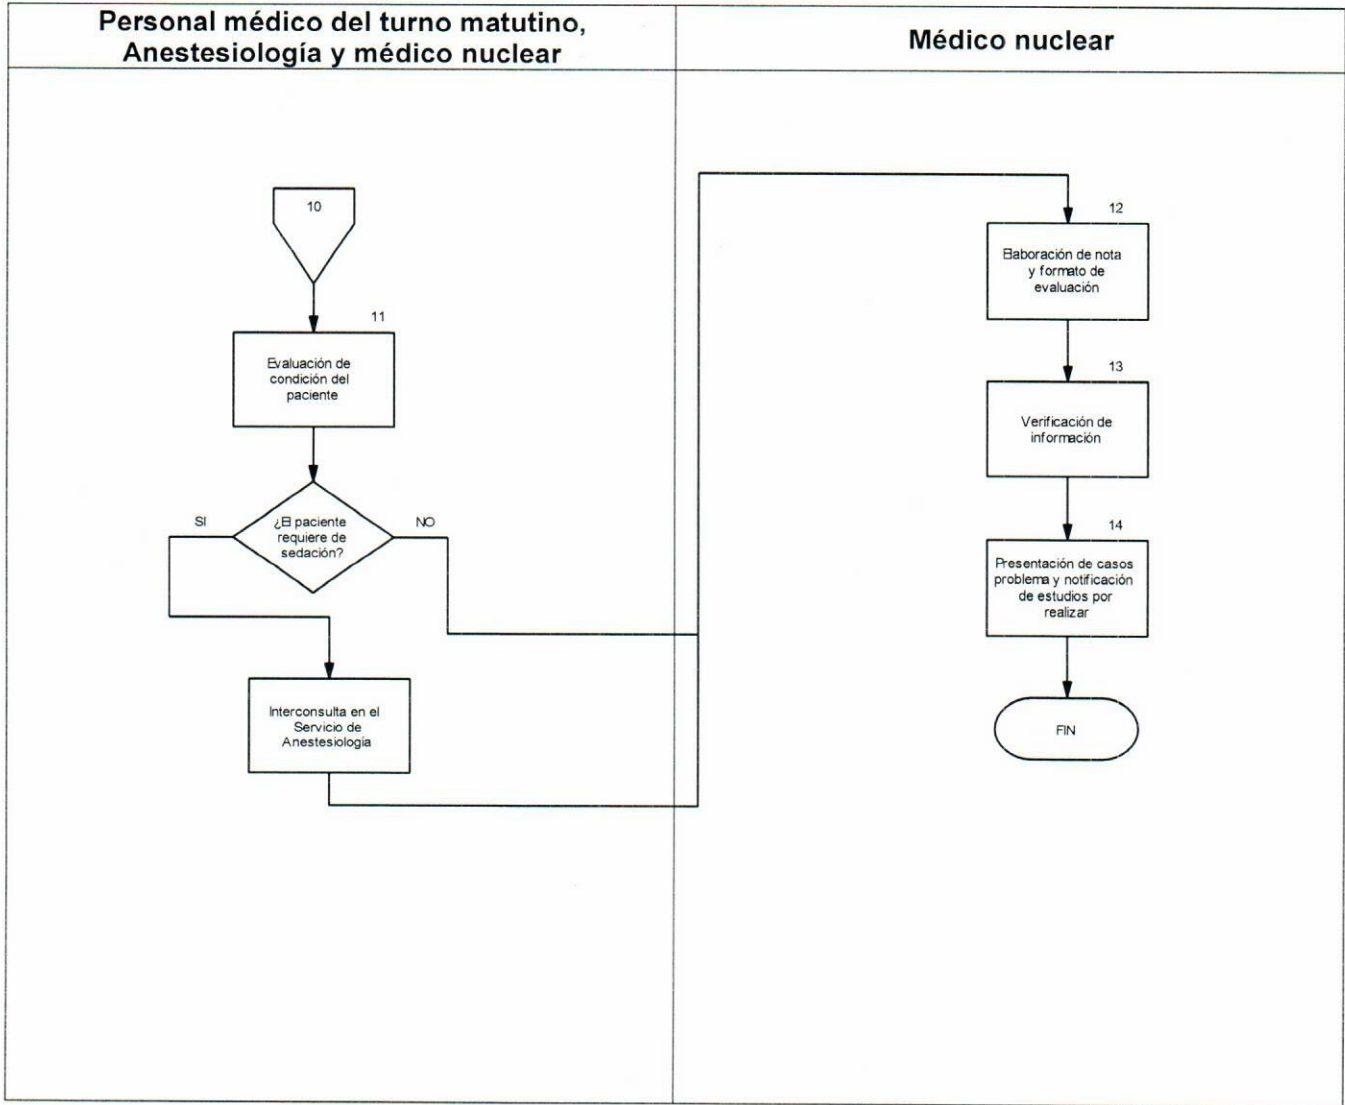 Personal médico del turno matutino,
Anestesiología y médico nuclear
Médico nuclear
10
11
Evaluación de
condición del
paciente
¿El paciente
requiere de
sedación?
SI
NO
Interconsulta en el
Servicio de
Anestesiología
12
Elaboración de nota
y formato de
evaluación
13
Verificación de
información
14
Presentación de casos
problema y notificación
de estudios por
realizar
FIN